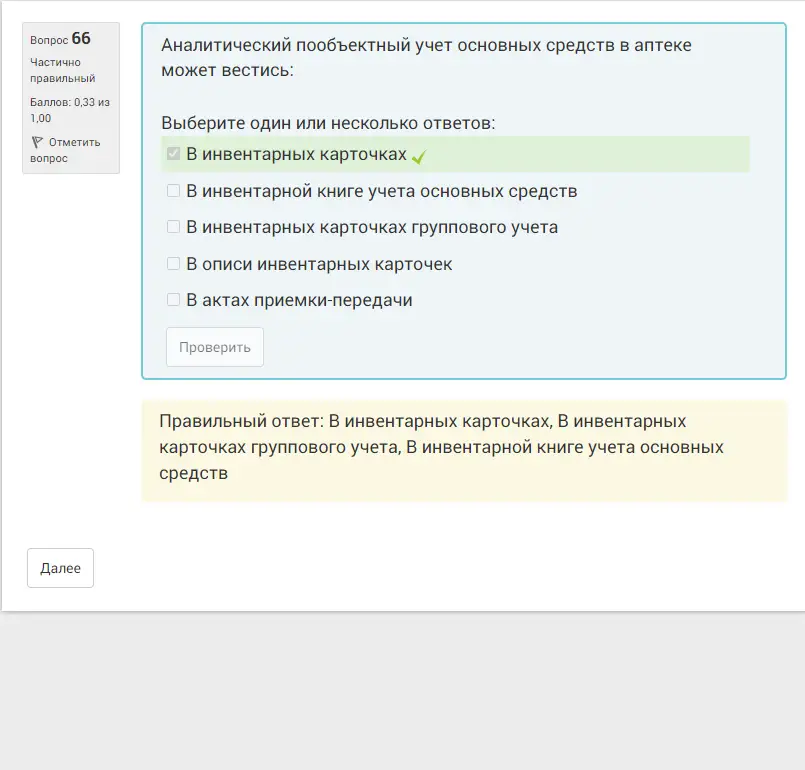 Вопрос 66
Частично
правильный
Баллов: 0,33 из
1,00
Отметить
вопрос
Аналитический пообъектный учет основных средств в аптеке
может вестись:
Выберите один или несколько ответов:
В инвентарных карточках
В инвентарной книге учета основных средств
В инвентарных карточках группового учета
В описи инвентарных карточек
В актах приемки-передачи
Проверить
Правильный ответ: В инвентарных карточках, В инвентарных
карточках группового учета, В инвентарной книге учета основных
средств
Далее